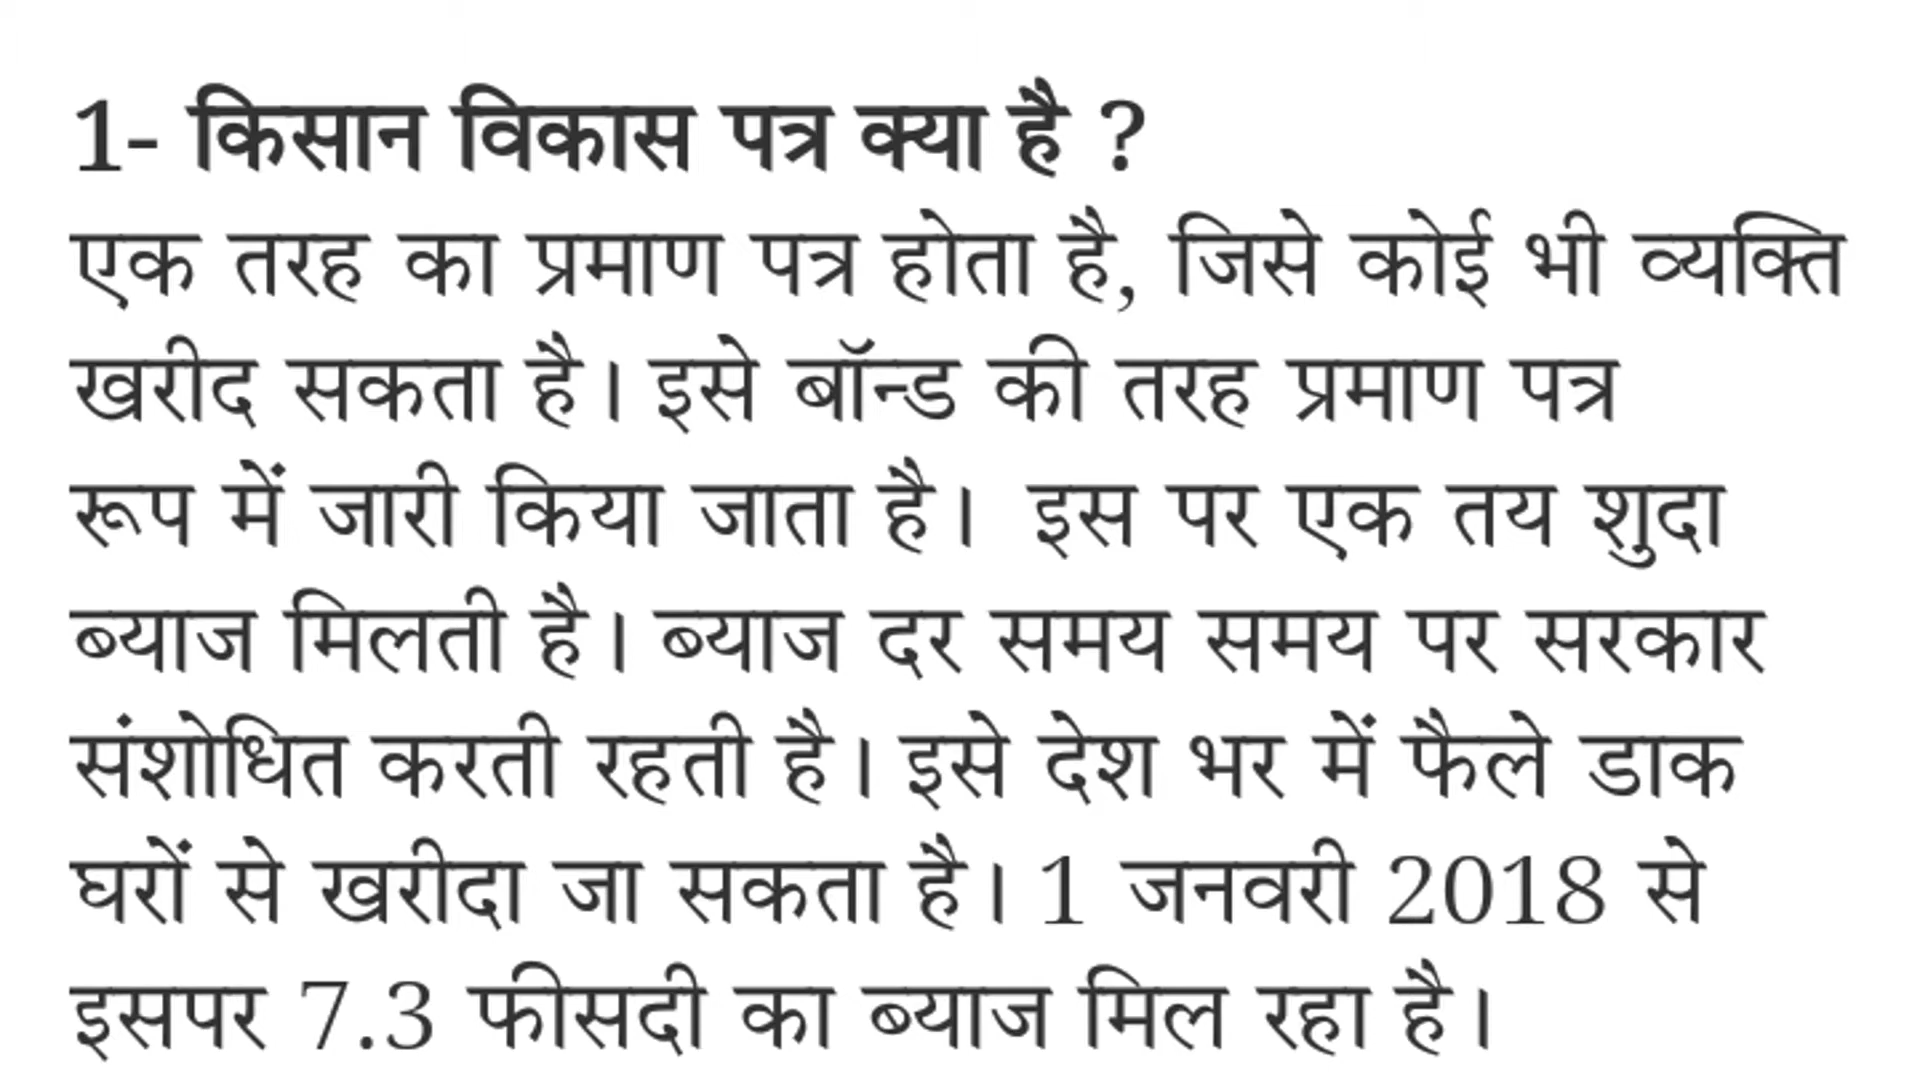 1- किसान विकास पत्र क्या है ?
एक तरह का प्रमाण पत्र होता है, जिसे कोई भी व्यक्ति
खरीद सकता है। इसे बॉन्ड की तरह प्रमाण पत्र
रूप में जारी किया जाता है।  इस पर एक तय शुदा
ब्याज मिलती है। ब्याज दर समय समय पर सरकार
संशोधित करती रहती है। इसे देश भर में फैले डाक
घरों से खरीदा जा सकता है। 1 जनवरी 2018 से
इसपर 7.3 फीसदी का ब्याज मिल रहा है।